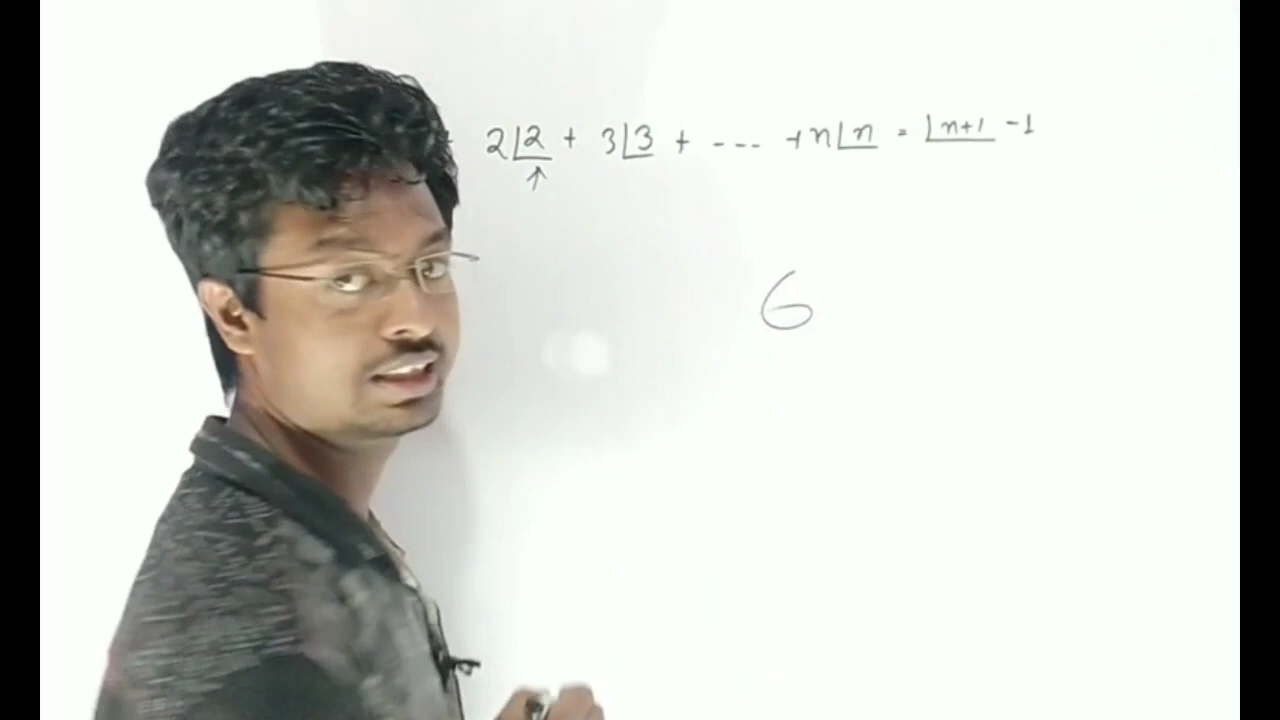 + 2⌊2 + 3⌊3 + --- + n⌊n = ⌊n+1 - 1
↑
6